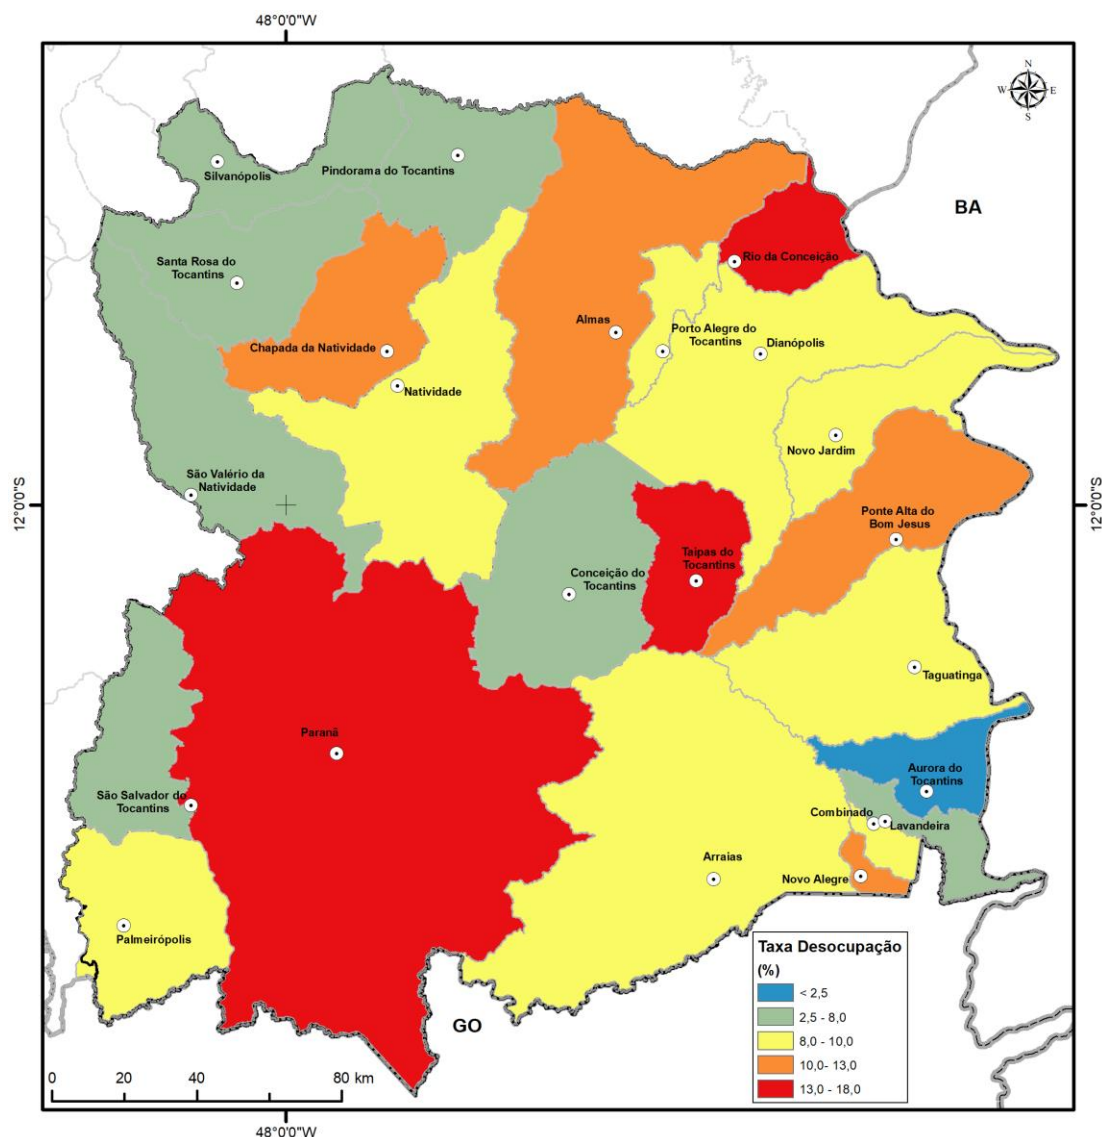 48°0'0"W
N
W
E
S
BA
Silvanópolis
Pindorama do Tocantins
Santa Rosa do
Tocantins
Rio da Conceição
Almas
Porto Alegre do
Tocantins
Dianópolis
Chapada da Natividade
Natividade
Novo Jardim
São Valério da
Natividade
12°0'0"S
12°0'0"S
Ponte Alta do
Bom Jesus
Taipas do
Tocantins
Conceição do
Tocantins
Taguatinga
Paranã
Aurora do
Tocantins
São Salvador do
Tocantins
Combinado
Lavandeira
Arraias
Novo Alegre
Palmeirópolis
GO
Taxa Desocupação
(%)
< 2,5
2,5 - 8,0
8,0 - 10,0
10,0- 13,0
13,0 - 18,0
0 20 40 80 km
48°0'0"W